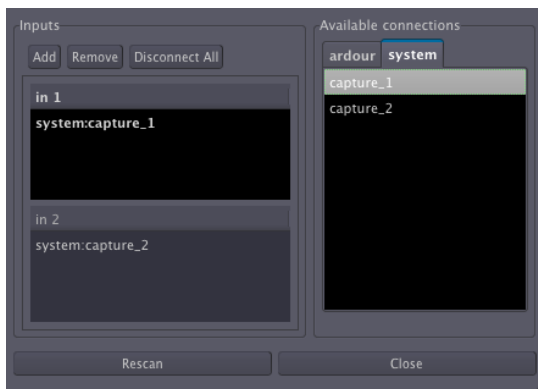 Inputs
Add Remove Disconnect All
in 1
system:capture_1
in 2
system:capture_2
Available connections
ardour system
capture_1
capture_2
Rescan
Close